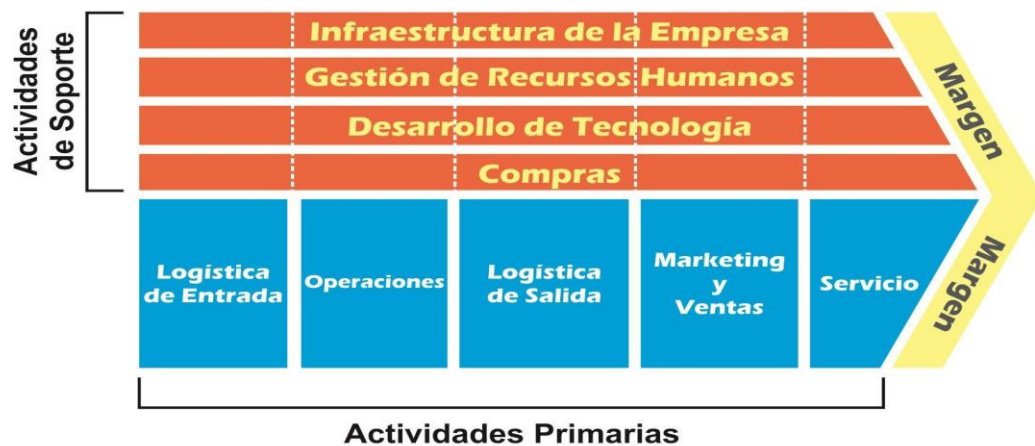 Actividades
de Soporte
Infraestructura de la Empresa
Gestión de Recursos Humanos
Desarrollo de Tecnología
Compras
Margen
Margen
Logística
de Entrada
Operaciones
Logística
de Salida
Marketing
y
Ventas
Servicio
Actividades Primarias